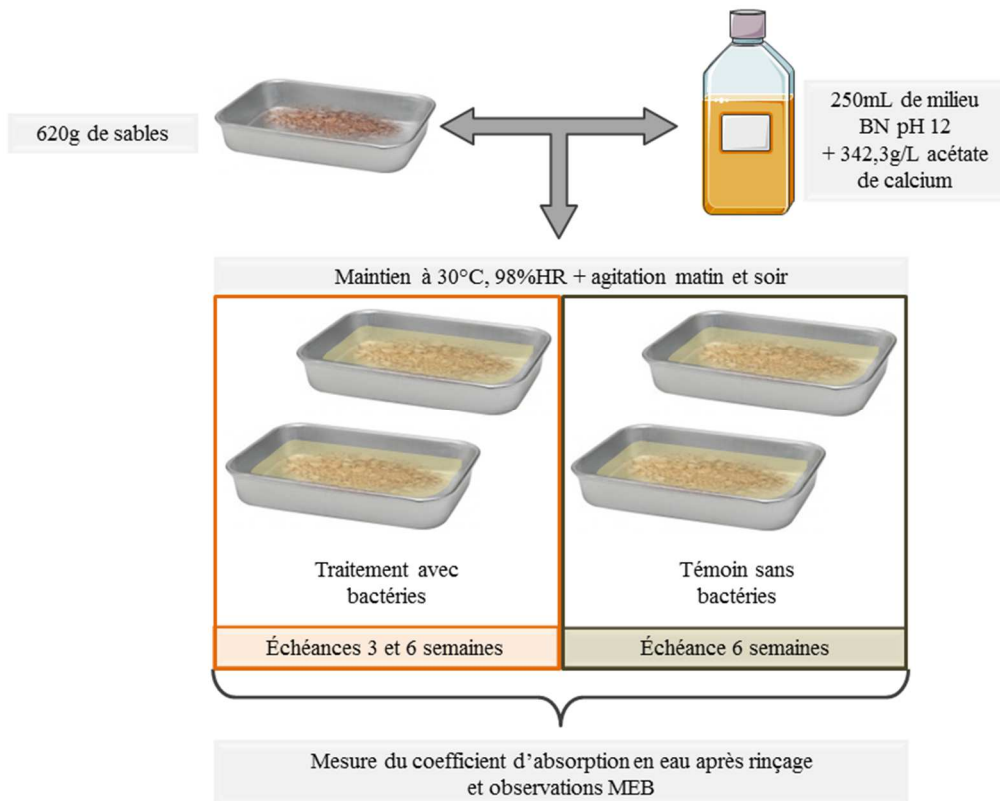 620g de sables
250mL de milieu
BN pH 12
+ 342,3g/L acétate
de calcium
Maintien à 30°C, 98%HR + agitation matin et soir
Traitement avec
bactéries
Témoin sans
bactéries
Échéances 3 et 6 semaines
Échéance 6 semaines
Mesure du coefficient d'absorption en eau après rinçage
et observations MEB